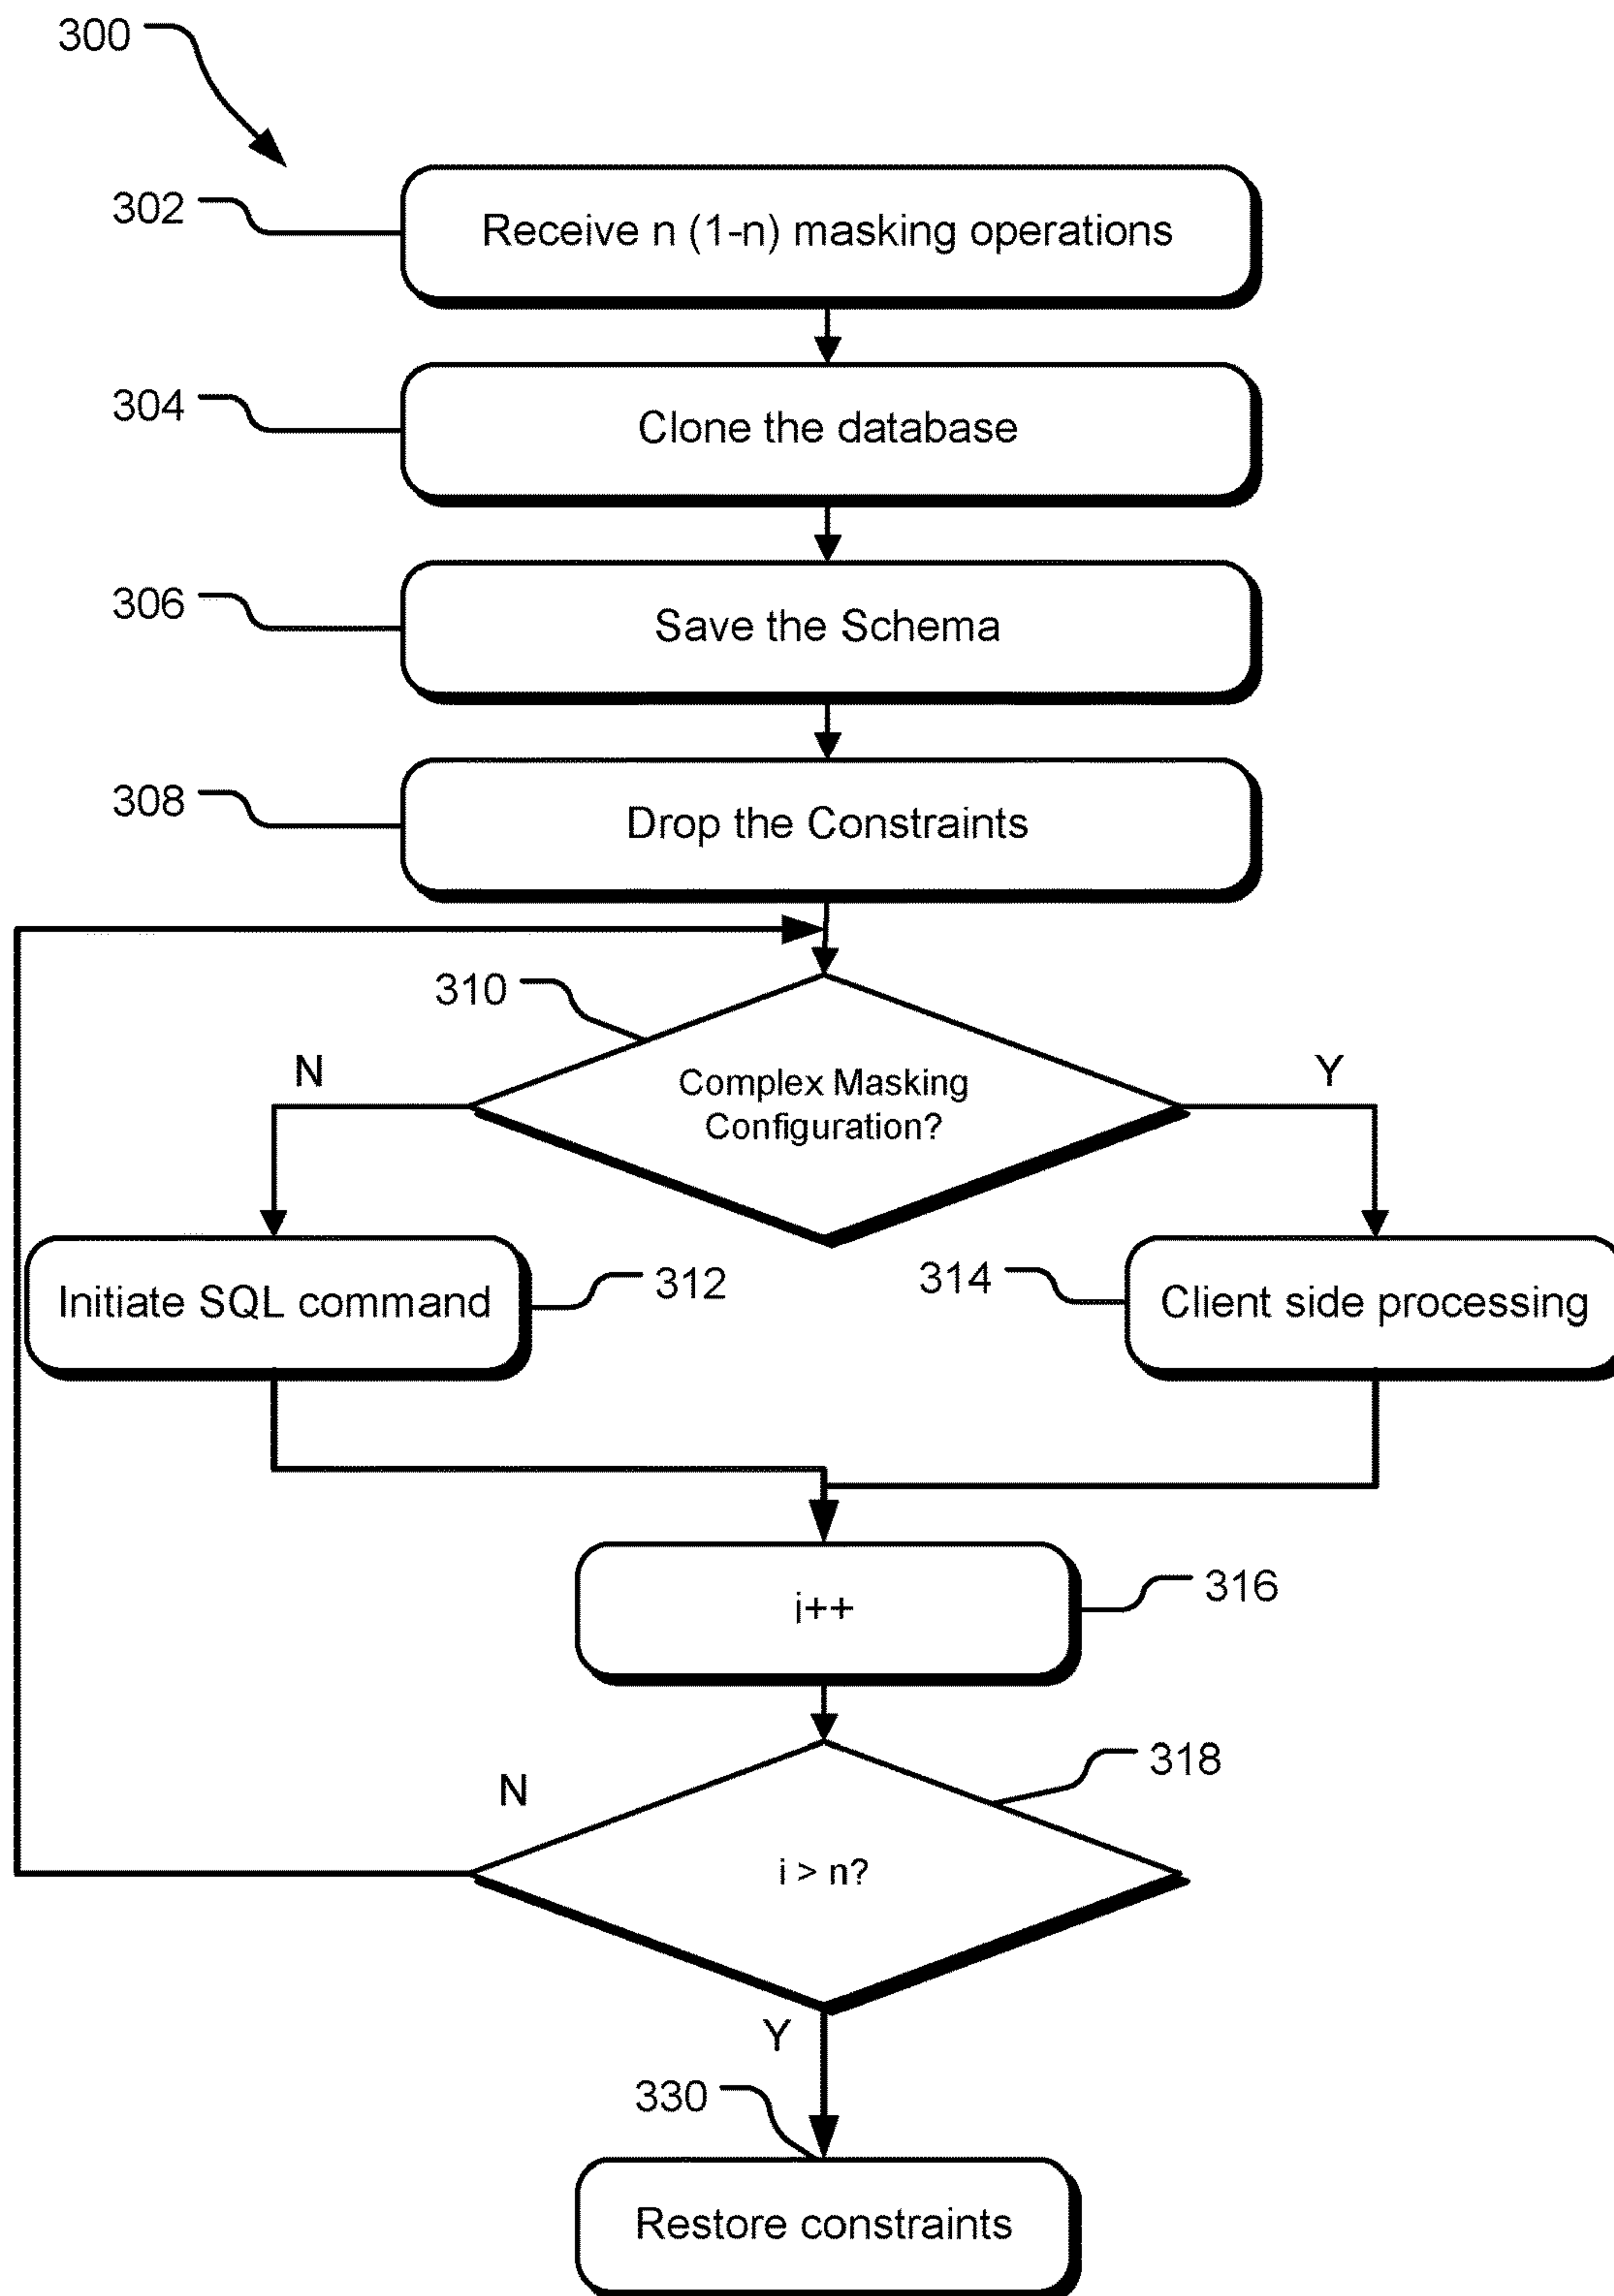 300
302
Receive n (1-n) masking operations
304
Clone the database
306
Save the Schema
308
Drop the Constraints
310
N
Y
Complex Masking
Configuration?
Initiate SQL command
312
314
Client side processing
i++
316
318
N
i > n?
Y
330
Restore constraints